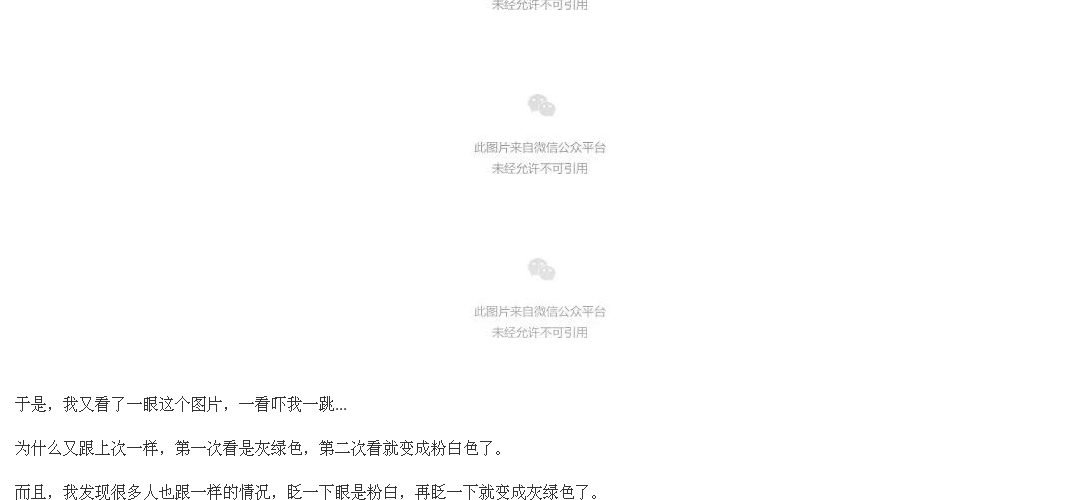 未经允许不可引用
此图片来自微信公众平台
未经允许不可引用
此图片来自微信公众平台
未经允许不可引用
于是，我又看了一眼这个图片，一看吓我一跳...
为什么又跟上次一样，第一次看是灰绿色，第二次看就变成粉白色了。
而且，我发现很多人也跟一样的情况，眨一下眼是粉白，再眨一下就变成灰绿色了。